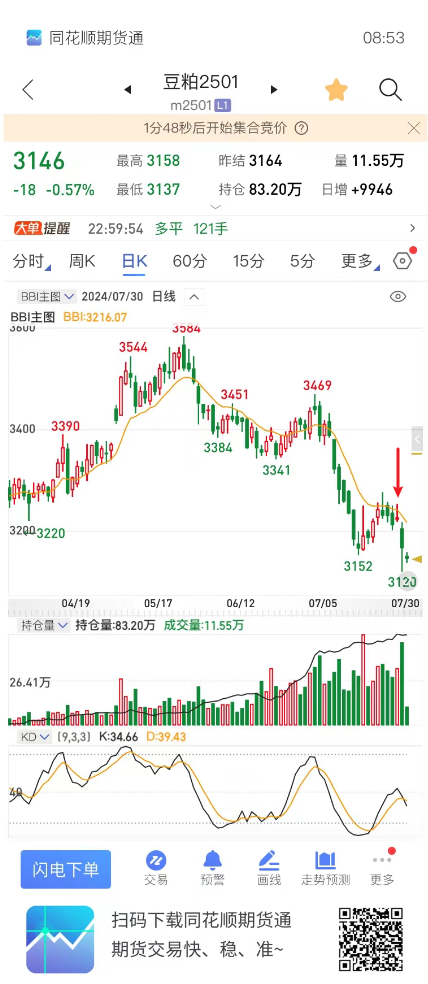 同花顺期货通 08:53
豆粕2501
m2501 L1
1分48秒后开始集合竞价
3146 最高 3158 昨结 3164 量 11.55万
-18 -0.57% 最低 3137 持仓 83.20万 日增 +9946
大单提醒 22:59:54 多平 121手
分时 周K 日K 60分 15分 5分 更多
BBI主图 2024/07/30 日线
BBI主图 BBI:3216.07
3600
3584
3544
3469
3451
3400
3390
3384
3341
3200
3220
3152
3120
04/19 05/17 06/12 07/05 07/30
持仓量 持仓量:83.20万 成交量:11.55万
26.41万
KD (9,3,3) K:34.66 D:39.43
49
闪电下单 交易 预警 画线 走势预测 更多
扫码下载同花顺期货通
期货交易快、稳、准~